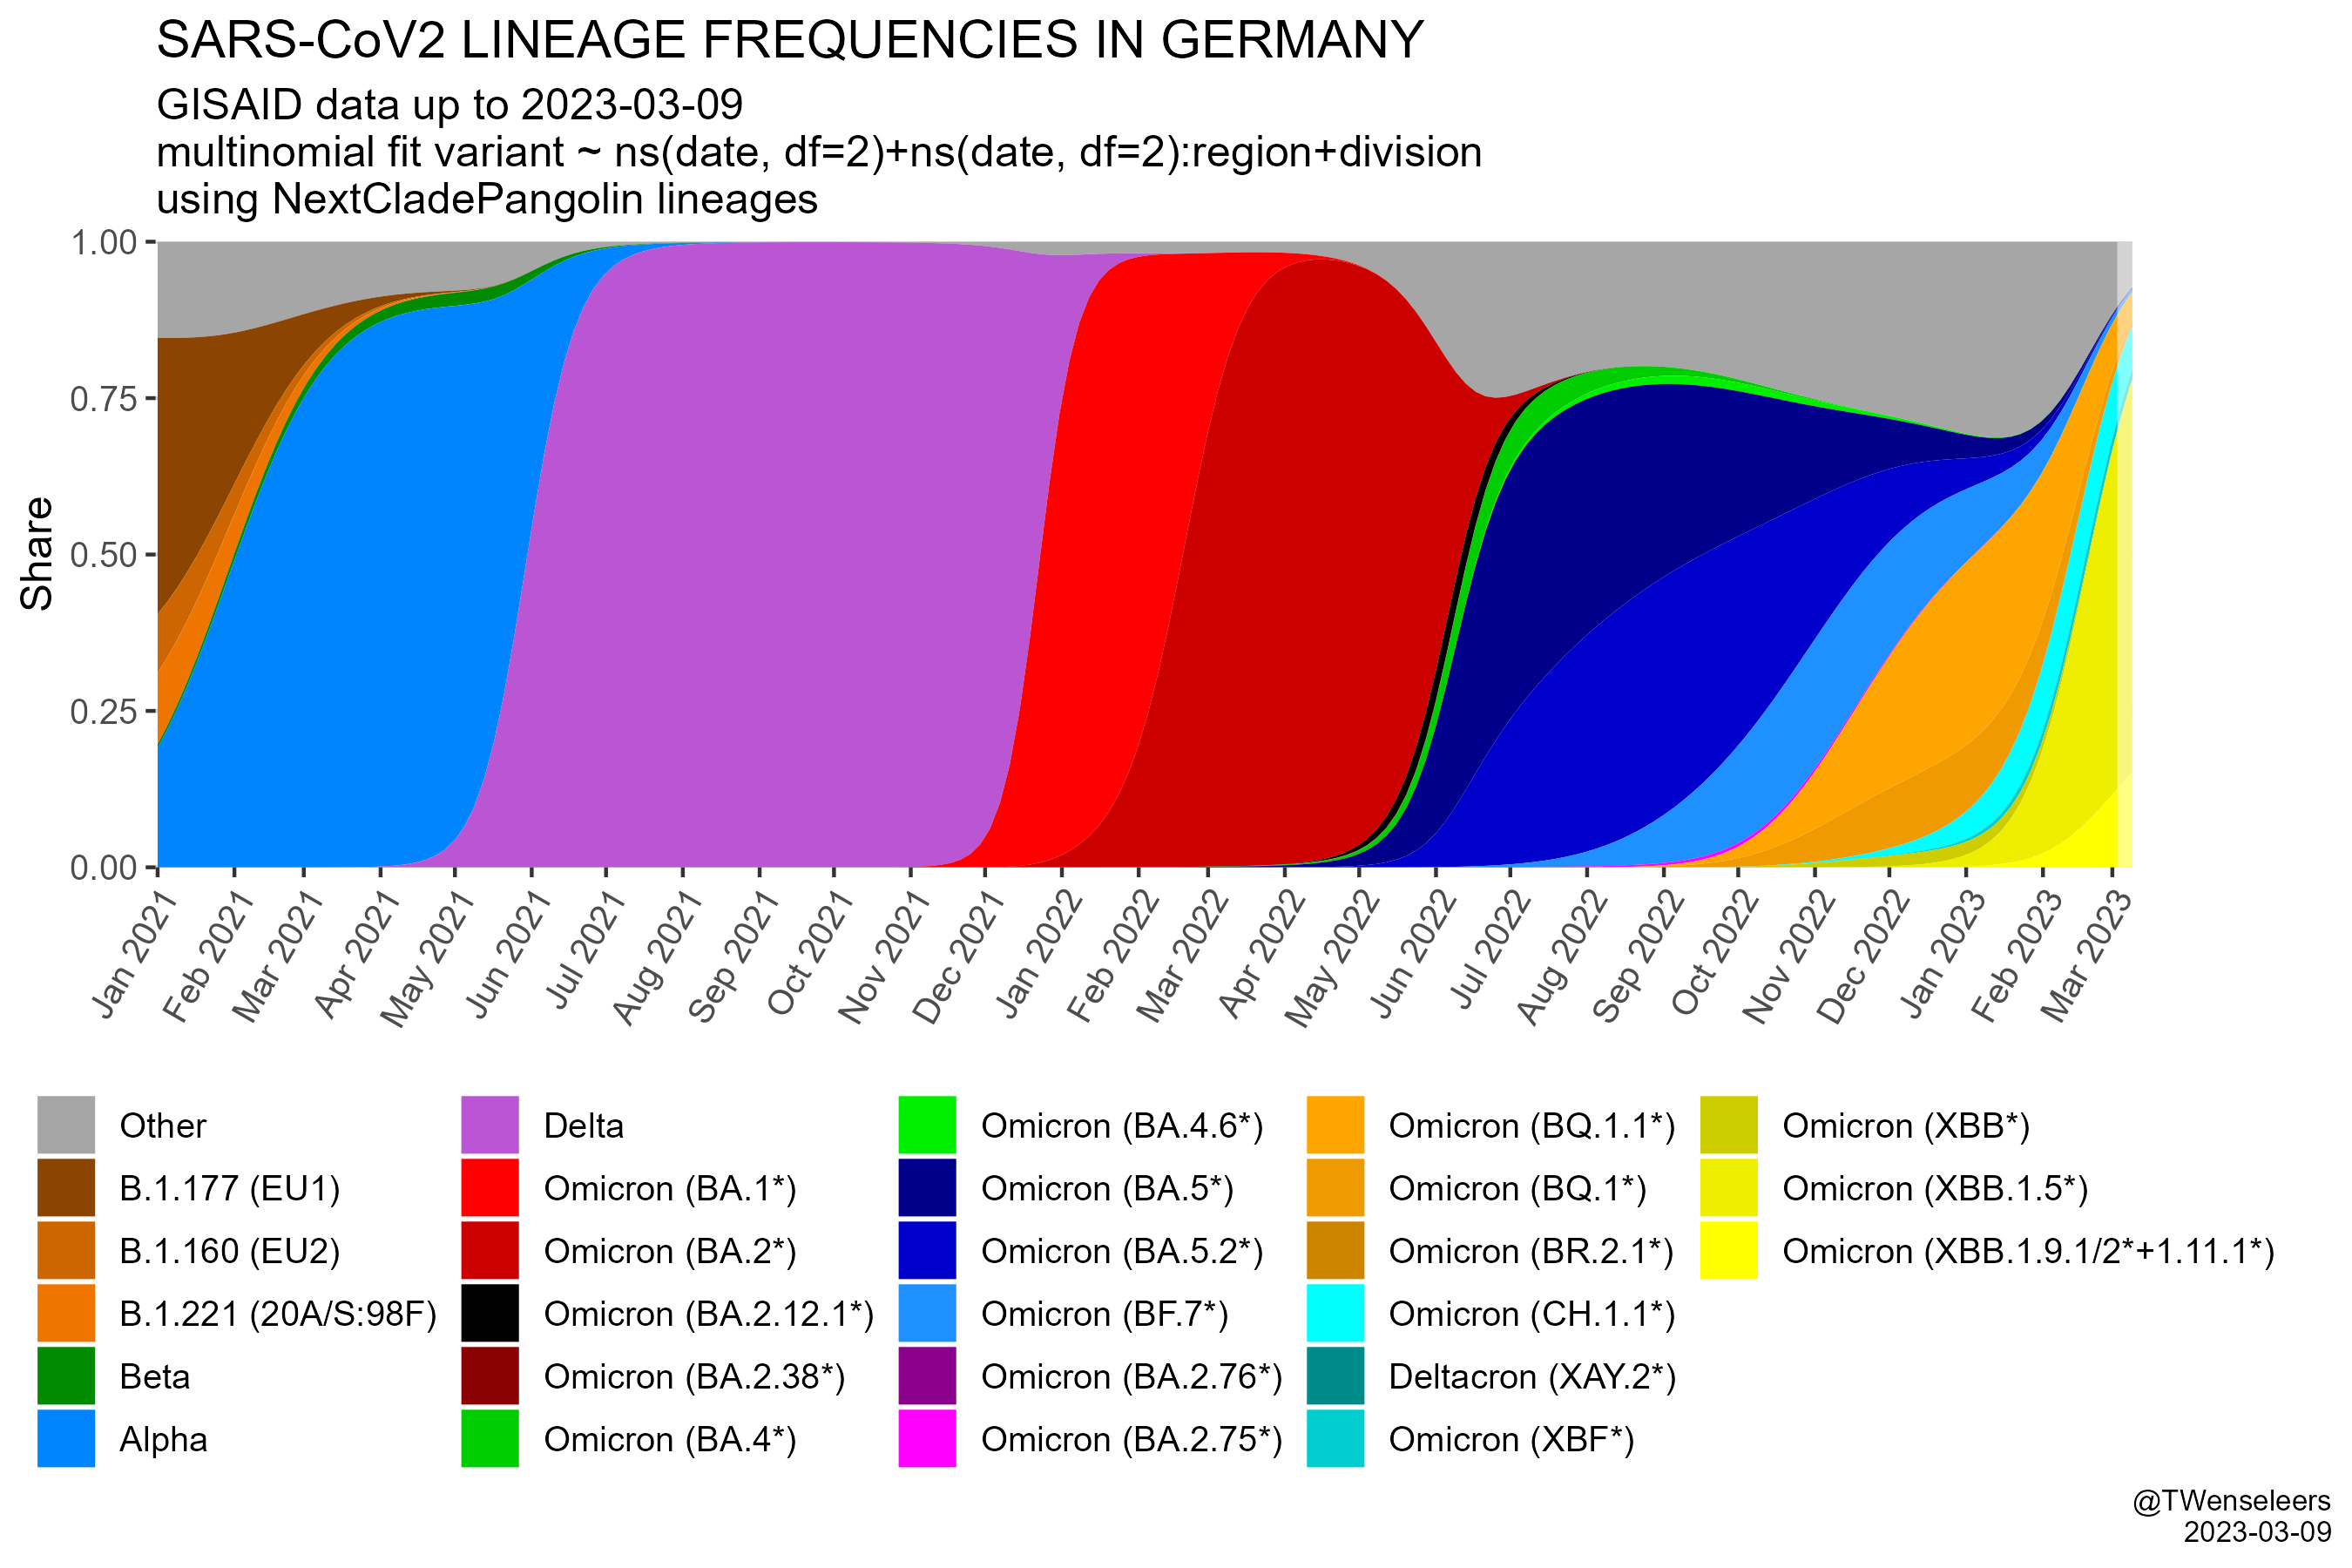 SARS-CoV2 LINEAGE FREQUENCIES IN GERMANY
GISAID data up to 2023-03-09
multinomial fit variant ~ ns(date, df=2)+ns(date, df=2):region+division
using NextCladePangolin lineages
Share
1.00
0.75
0.50
0.25
0.00
Jan 2021
Feb 2021
Mar 2021
Apr 2021
May 2021
Jun 2021
Jul 2021
Aug 2021
Sep 2021
Oct 2021
Nov 2021
Dec 2021
Jan 2022
Feb 2022
Mar 2022
Apr 2022
May 2022
Jun 2022
Jul 2022
Aug 2022
Sep 2022
Oct 2022
Nov 2022
Dec 2022
Jan 2023
Feb 2023
Mar 2023
Other
B.1.177 (EU1)
B.1.160 (EU2)
B.1.221 (20A/S:98F)
Beta
Alpha
Delta
Omicron (BA.1*)
Omicron (BA.2*)
Omicron (BA.2.12.1*)
Omicron (BA.2.38*)
Omicron (BA.4*)
Omicron (BA.4.6*)
Omicron (BA.5*)
Omicron (BA.5.2*)
Omicron (BF.7*)
Omicron (BA.2.76*)
Omicron (BA.2.75*)
Omicron (BQ.1.1*)
Omicron (BQ.1*)
Omicron (BR.2.1*)
Omicron (CH.1.1*)
Deltacron (XAY.2*)
Omicron (XBF*)
Omicron (XBB*)
Omicron (XBB.1.5*)
Omicron (XBB.1.9.1/2*+1.11.1*)
@TWenseleers
2023-03-09